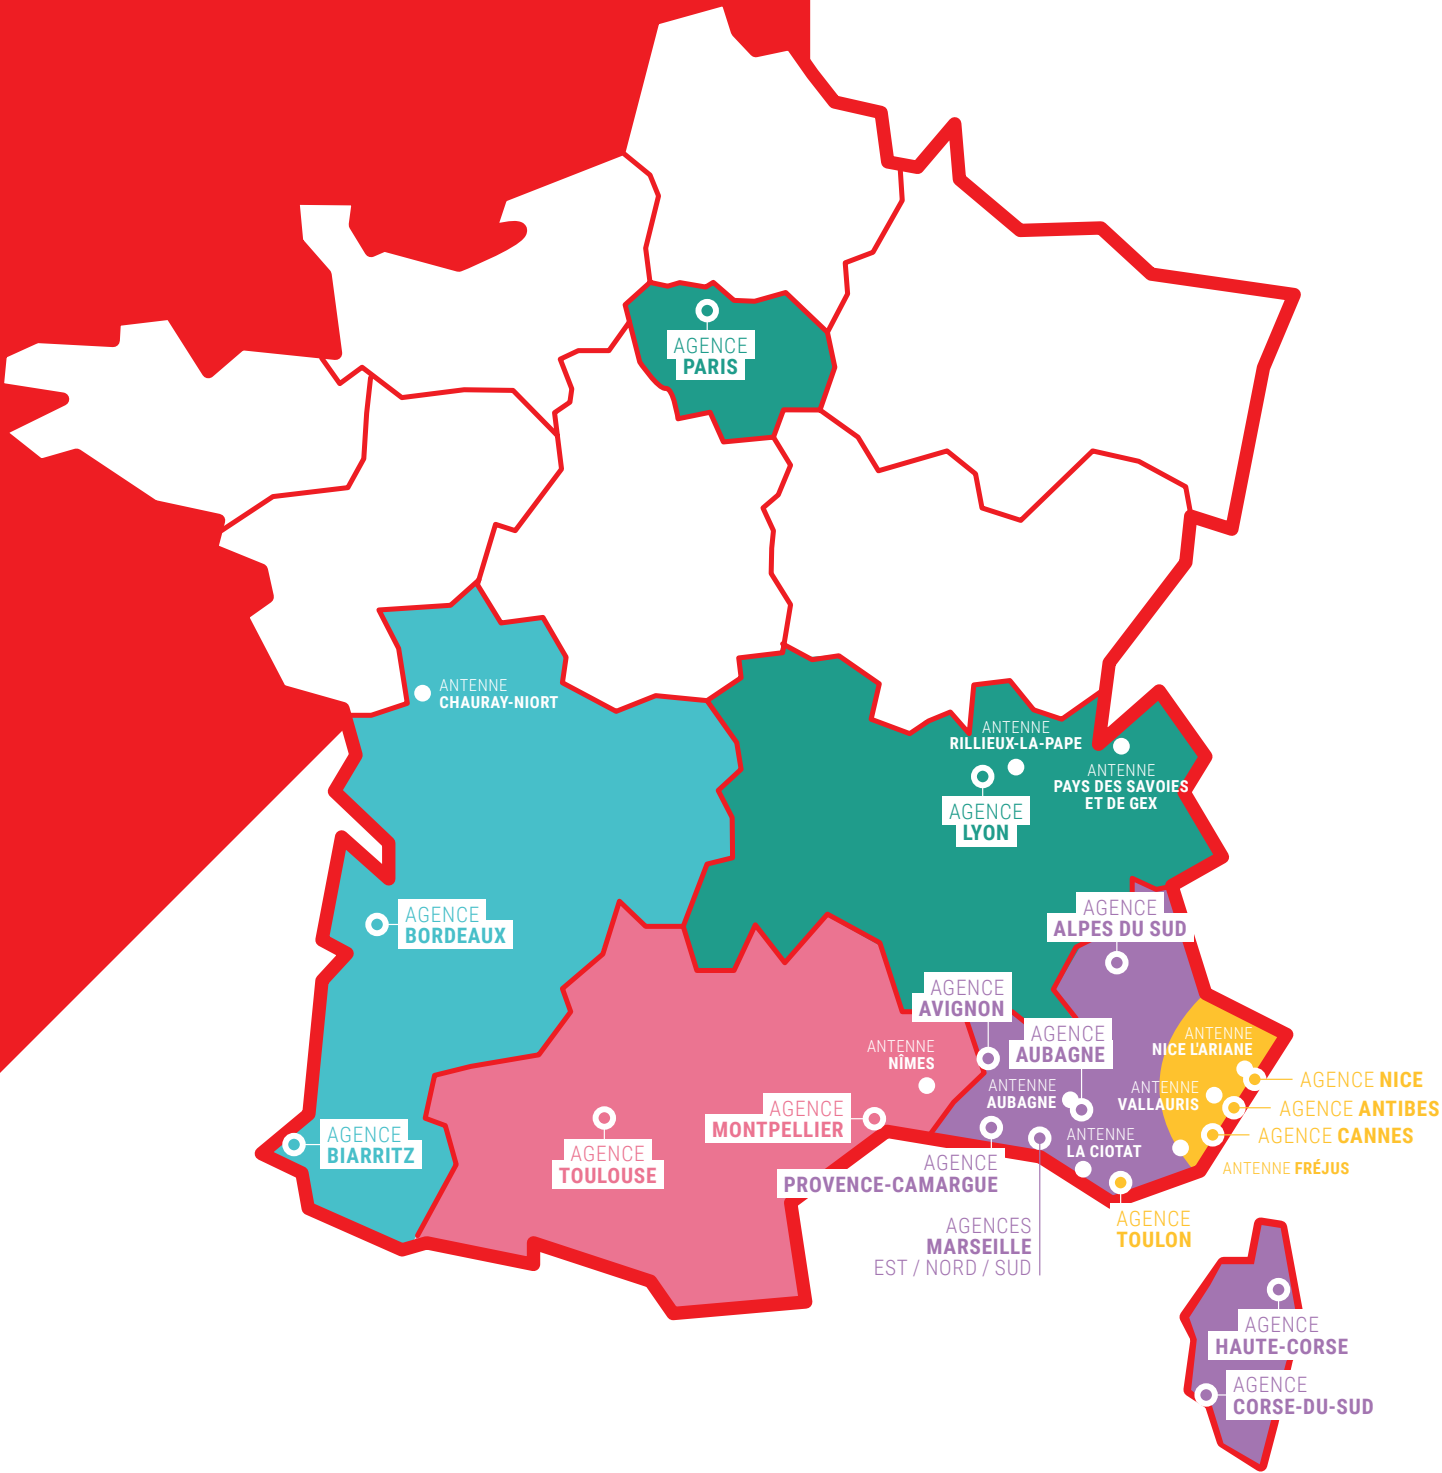 AGENCE
PARIS
ANTENNE
CHAURAY-NIORT
ANTENNE
RILLIEUX-LA-PAPE
ANTENNE
PAYS DES SAVOIES
ET DE GEX
AGENCE
LYON
AGENCE
BORDEAUX
AGENCE
ALPES DU SUD
AGENCE
AVIGNON
AGENCE
AUBAGNE
ANTENNE
NICE L'ARIANE
ANTENNE
NÎMES
AGENCE NICE
ANTENNE
AUBAGNE
ANTENNE
VALLAURIS
AGENCE ANTIBES
AGENCE
MONTPELLIER
AGENCE CANNES
AGENCE
BIARRITZ
ANTENNE
LA CIOTAT
AGENCE
TOULOUSE
AGENCE
PROVENCE-CAMARGUE
ANTENNE FRÉJUS
AGENCES
MARSEILLE
EST / NORD / SUD
AGENCE
TOULON
AGENCE
HAUTE-CORSE
AGENCE
CORSE-DU-SUD